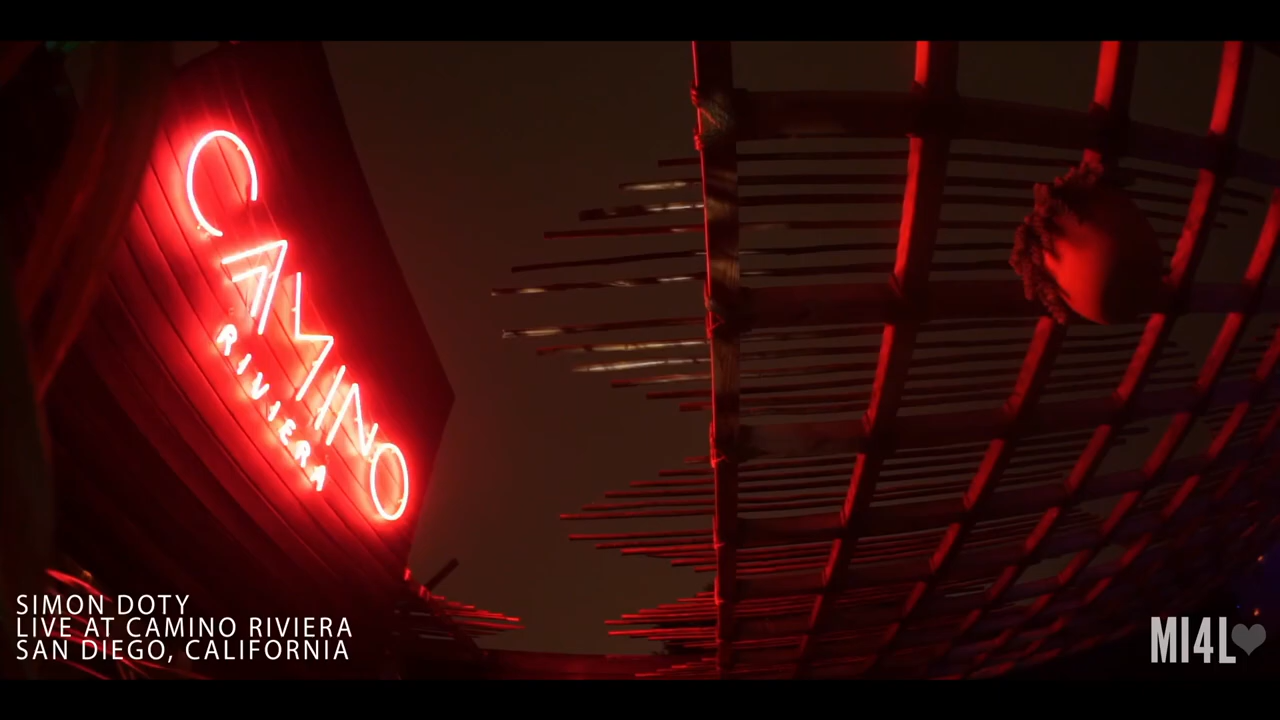 CAMINO
RIVIERA
SIMON DOTY
LIVE AT CAMINO RIVIERA
SAN DIEGO, CALIFORNIA
MI4L